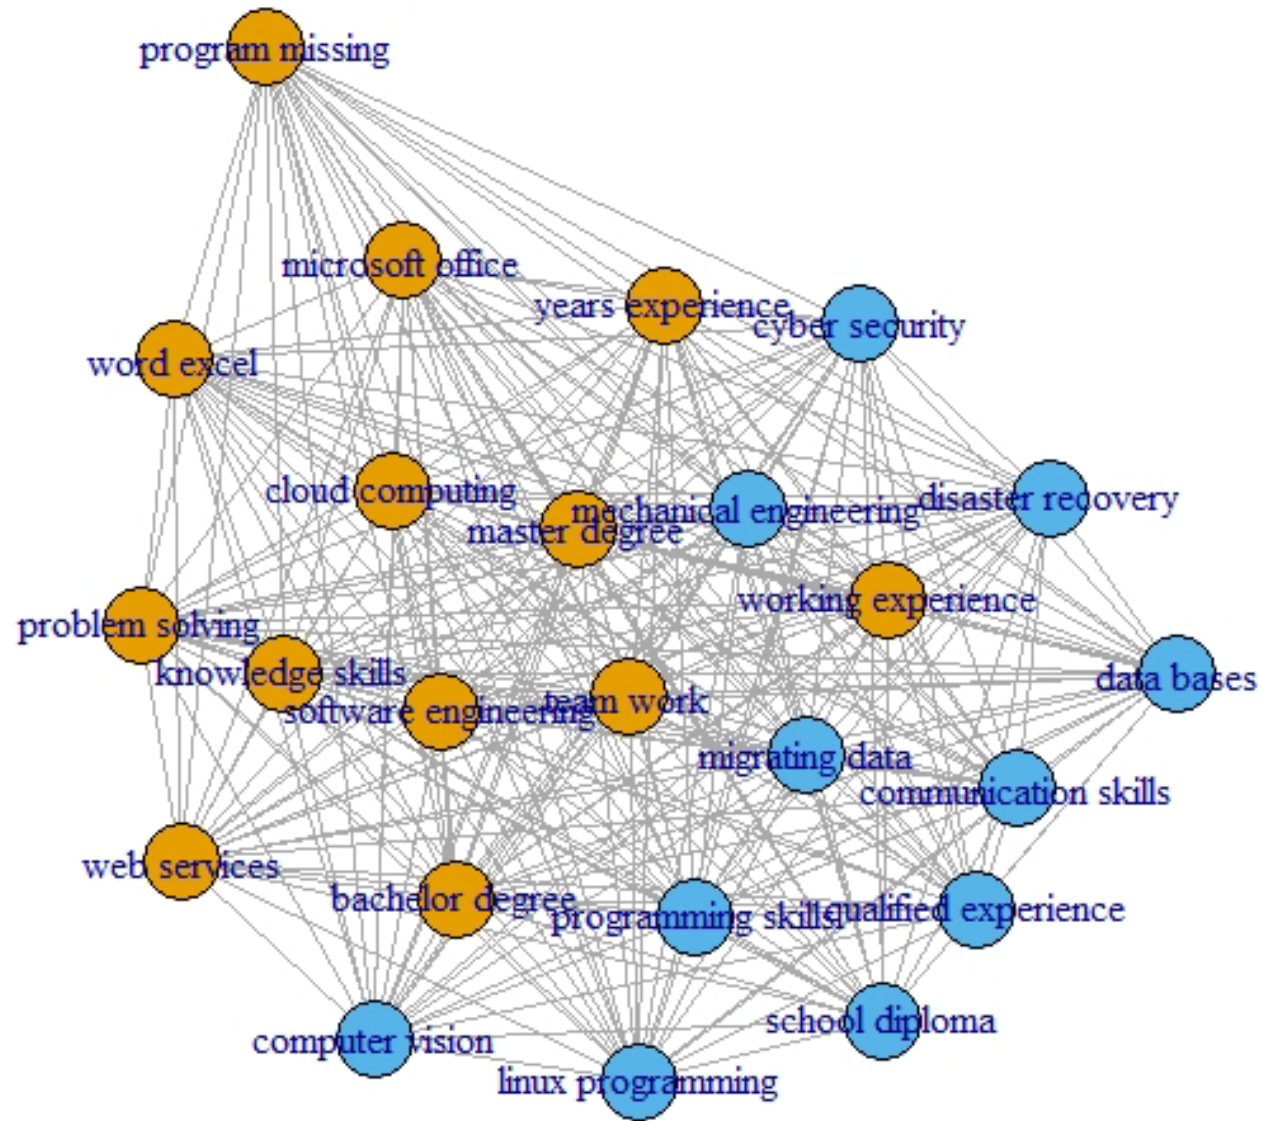 program missing
microsoft office
years experience
cyber security
word excel
cloud computing
master degree
mechanical engineering
disaster recovery
working experience
problem solving
knowledge skills
software engineering
team work
data bases
migrating data
communication skills
web services
bachelor degree
programming skills
qualified experience
school diploma
computer vision
linux programming